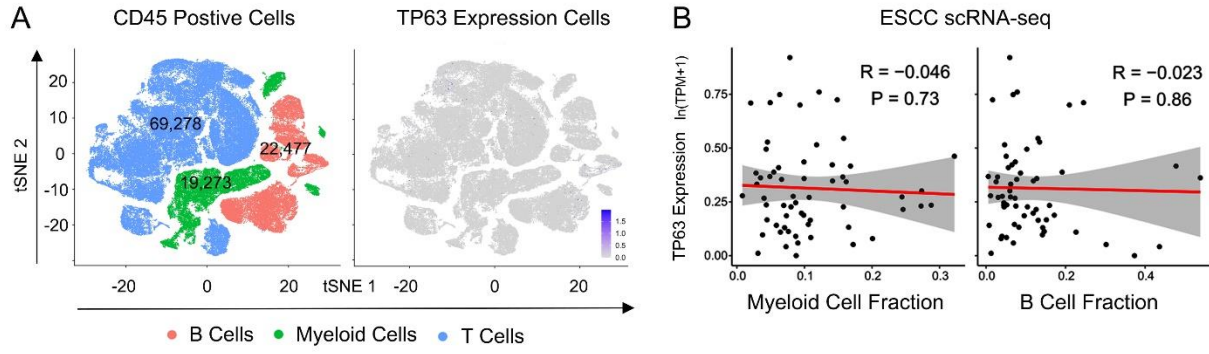 A
CD45 Postive Cells
TP63 Expression Cells
tSNE 2
20
10
0
-10
-20
69,278
22,477
19,273
1.5
1.0
0.5
0.0
-20
0
20
tSNE 1
-20
0
20
B Cells
Myeloid Cells
T Cells
B
ESCC scRNA-seq
TP63 Expression ln(TPM+1)
0.75
0.50
0.25
0.00
R = −0.046
P = 0.73
0.0
0.1
0.2
0.3
Myeloid Cell Fraction
R = −0.023
P = 0.86
0.0
0.2
0.4
B Cell Fraction